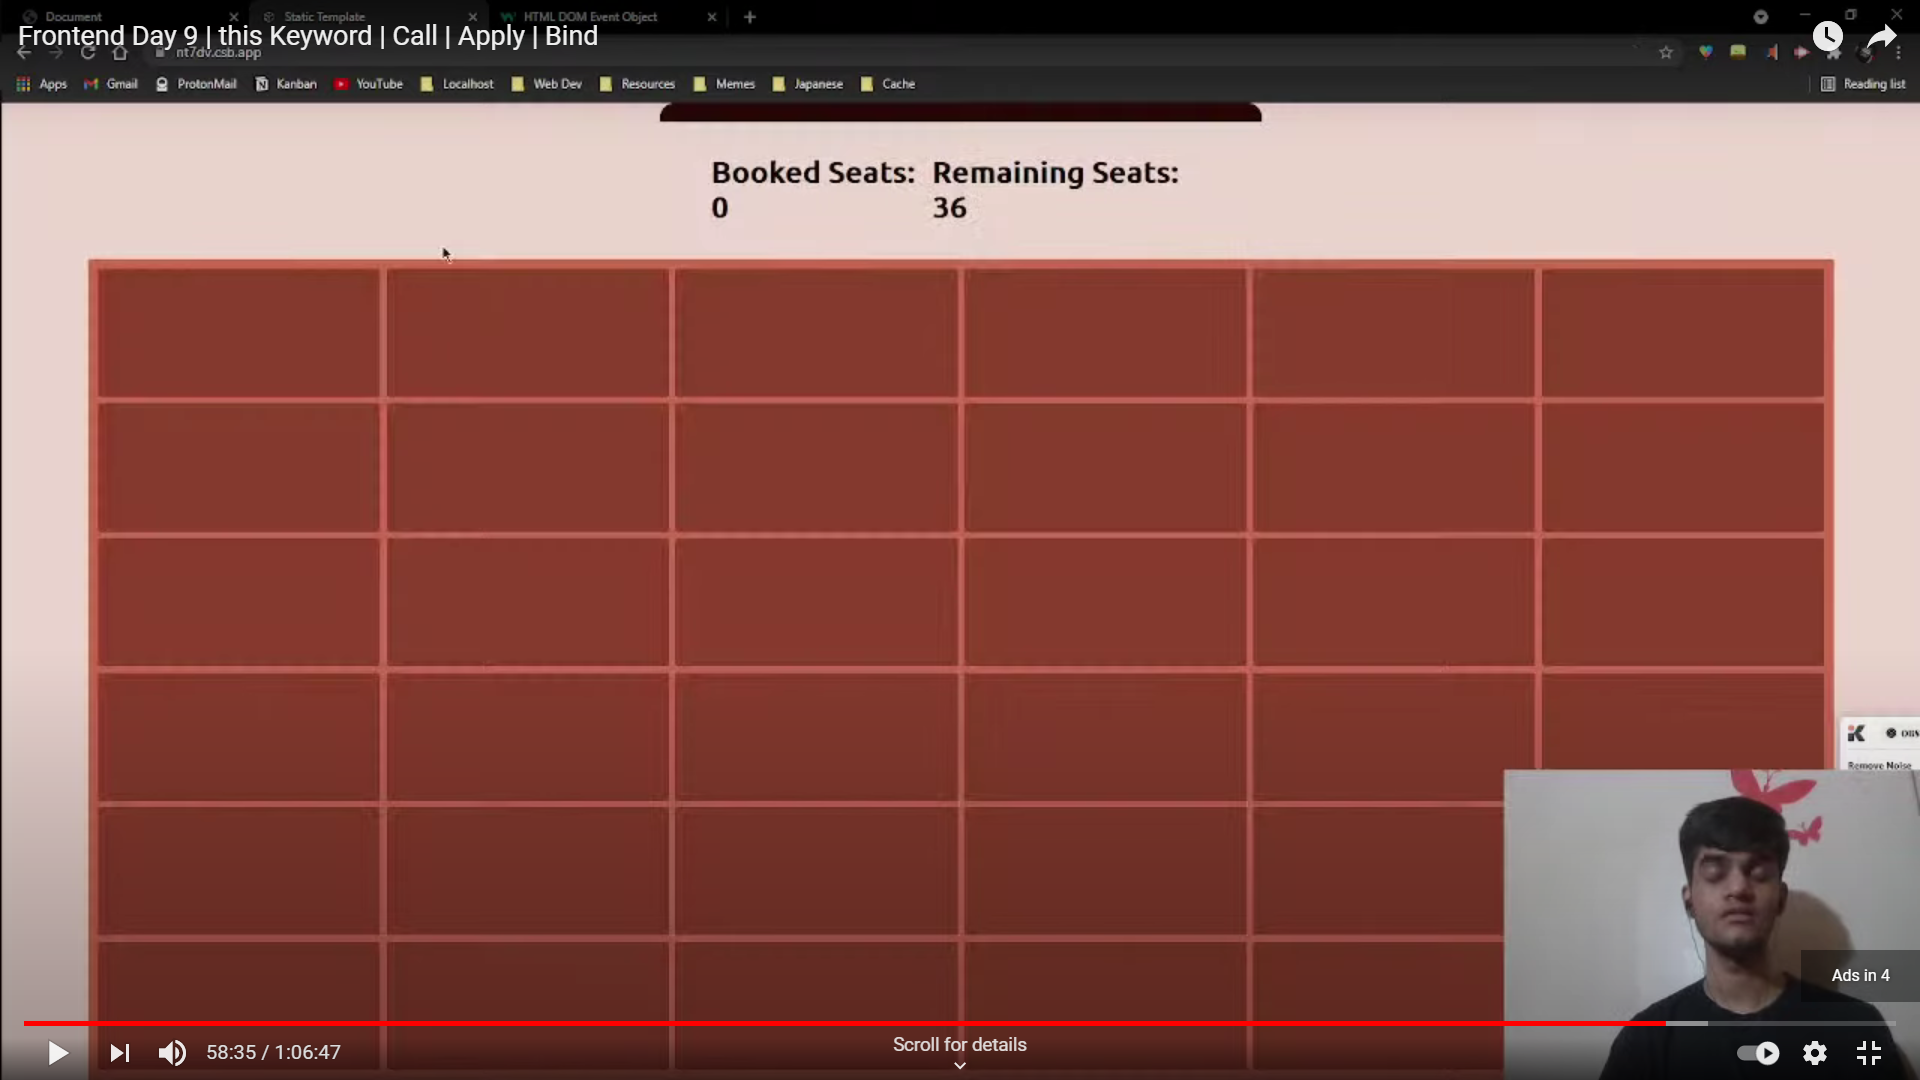 Document
Static Template
HTML DOM Event Object
Frontend Day 9 | this Keyword | Call | Apply | Bind
nt7dv.csb.app
Apps
Gmail
ProtonMail
Kanban
YouTube
Localhost
Web Dev
Resources
Memes
Japanese
Cache
Reading list
Booked Seats: Remaining Seats:
0 36
Remove Noise
Ads in 4
Scroll for details
58:35 / 1:06:47